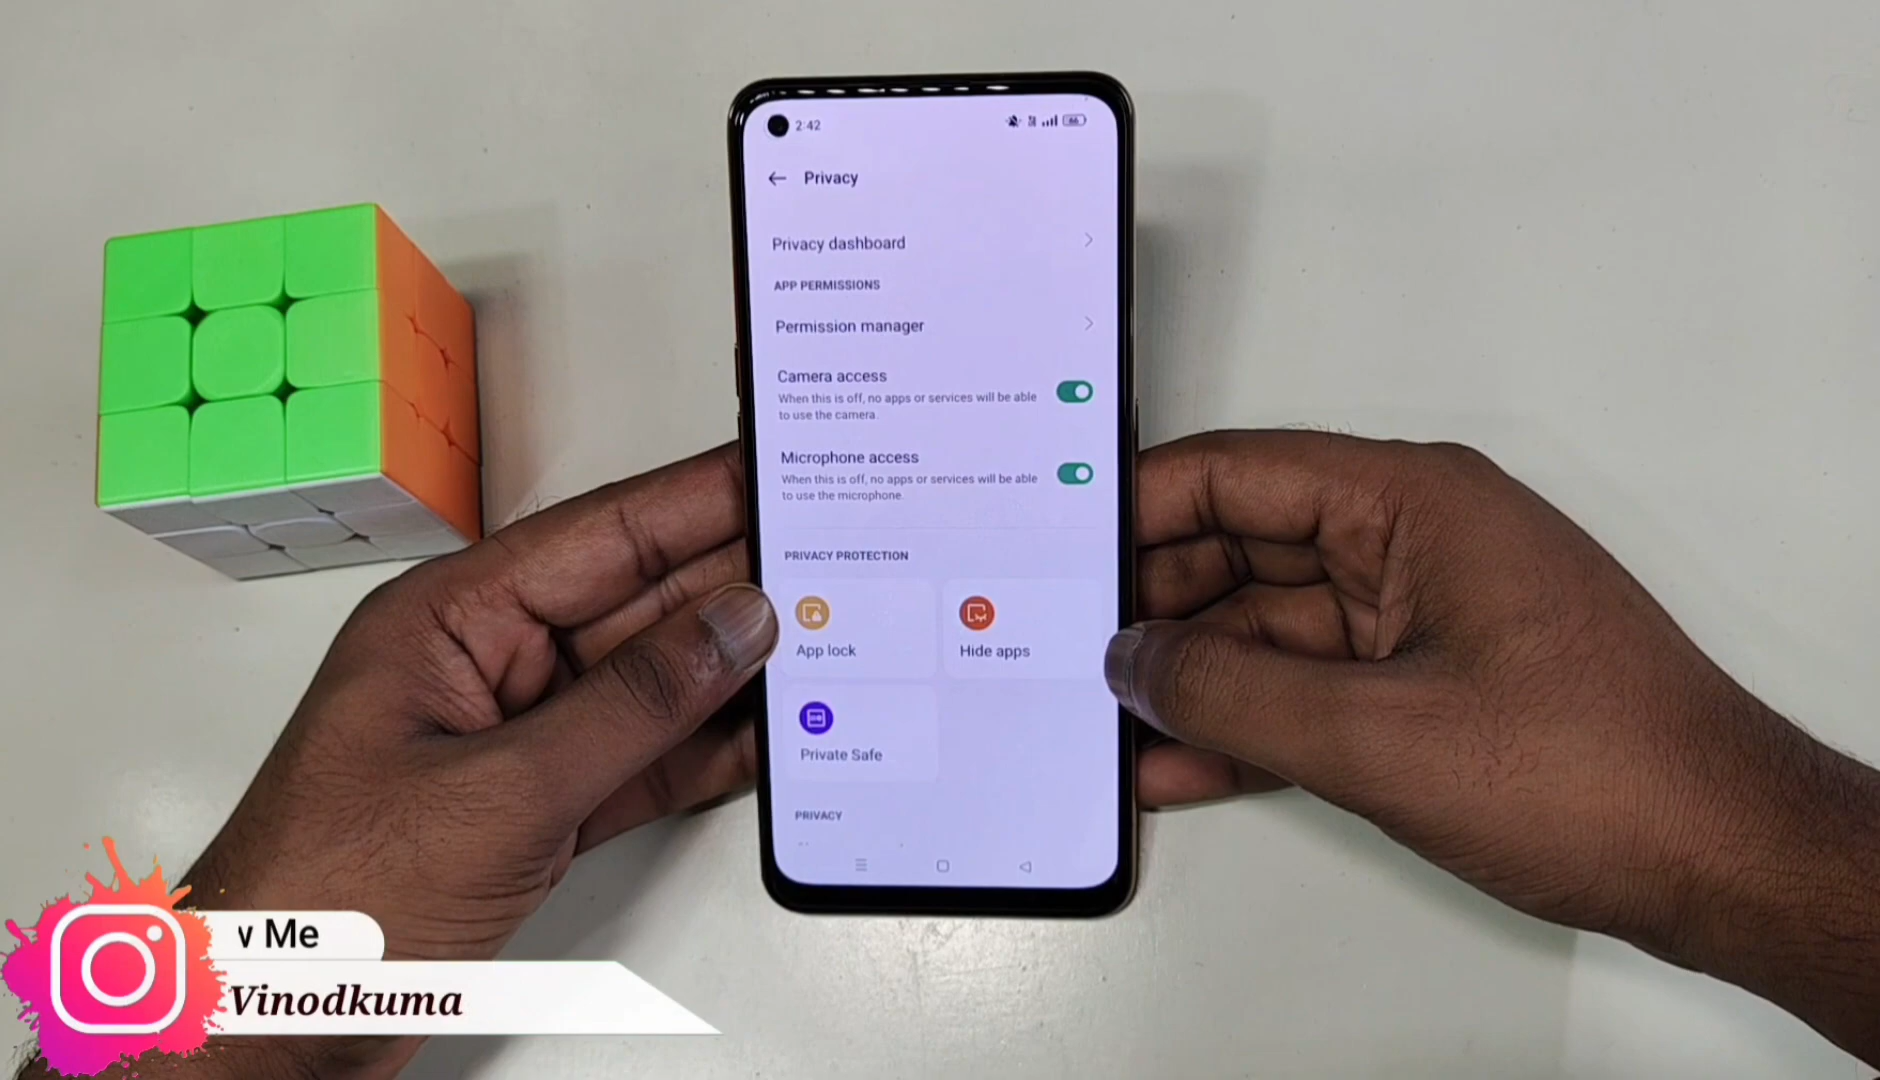 2:42
66
Privacy
Privacy dashboard
APP PERMISSIONS
Permission manager
Camera access
When this is off, no apps or services will be able
to use the camera.
Microphone access
When this is off, no apps or services will be able
to use the microphone.
PRIVACY PROTECTION
App lock
Hide apps
Private Safe
PRIVACY
Me
Vinodkuma